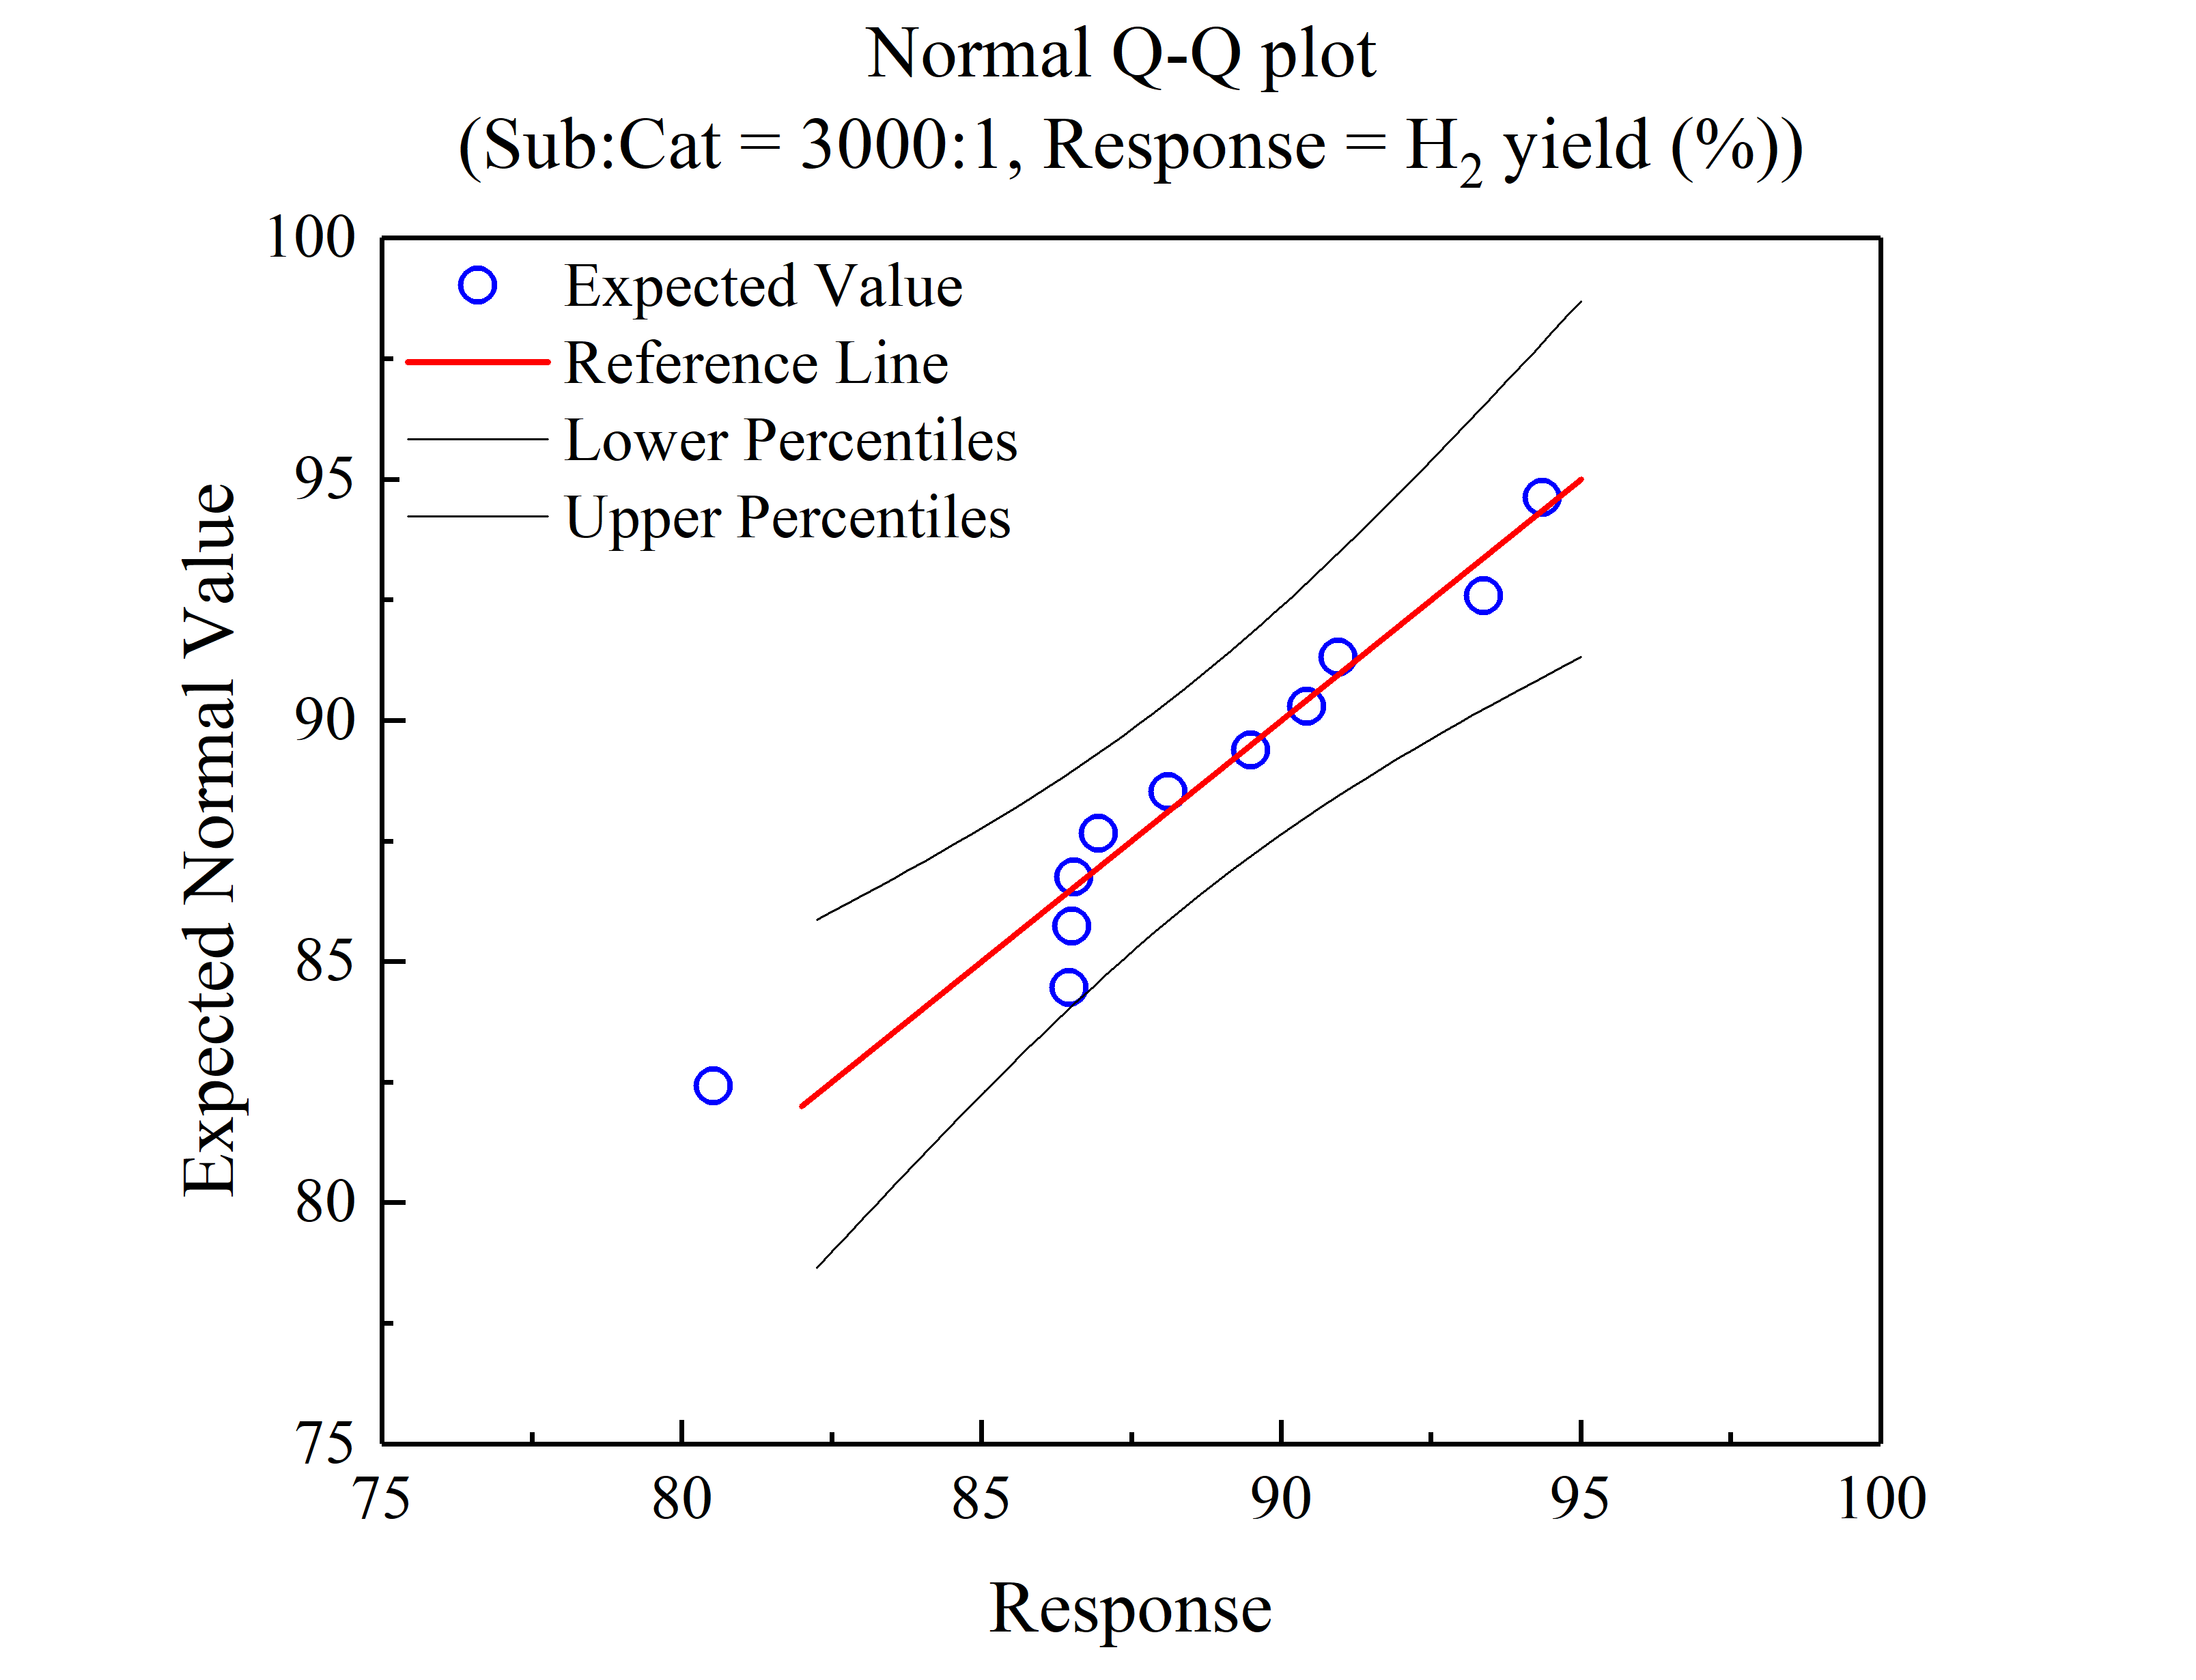 Normal Q-Q plot
(Sub:Cat = 3000:1, Response = H₂ yield (%))
Expected Value
Reference Line
Lower Percentiles
Upper Percentiles
Expected Normal Value
100
95
90
85
80
75
75 80 85 90 95 100
Response